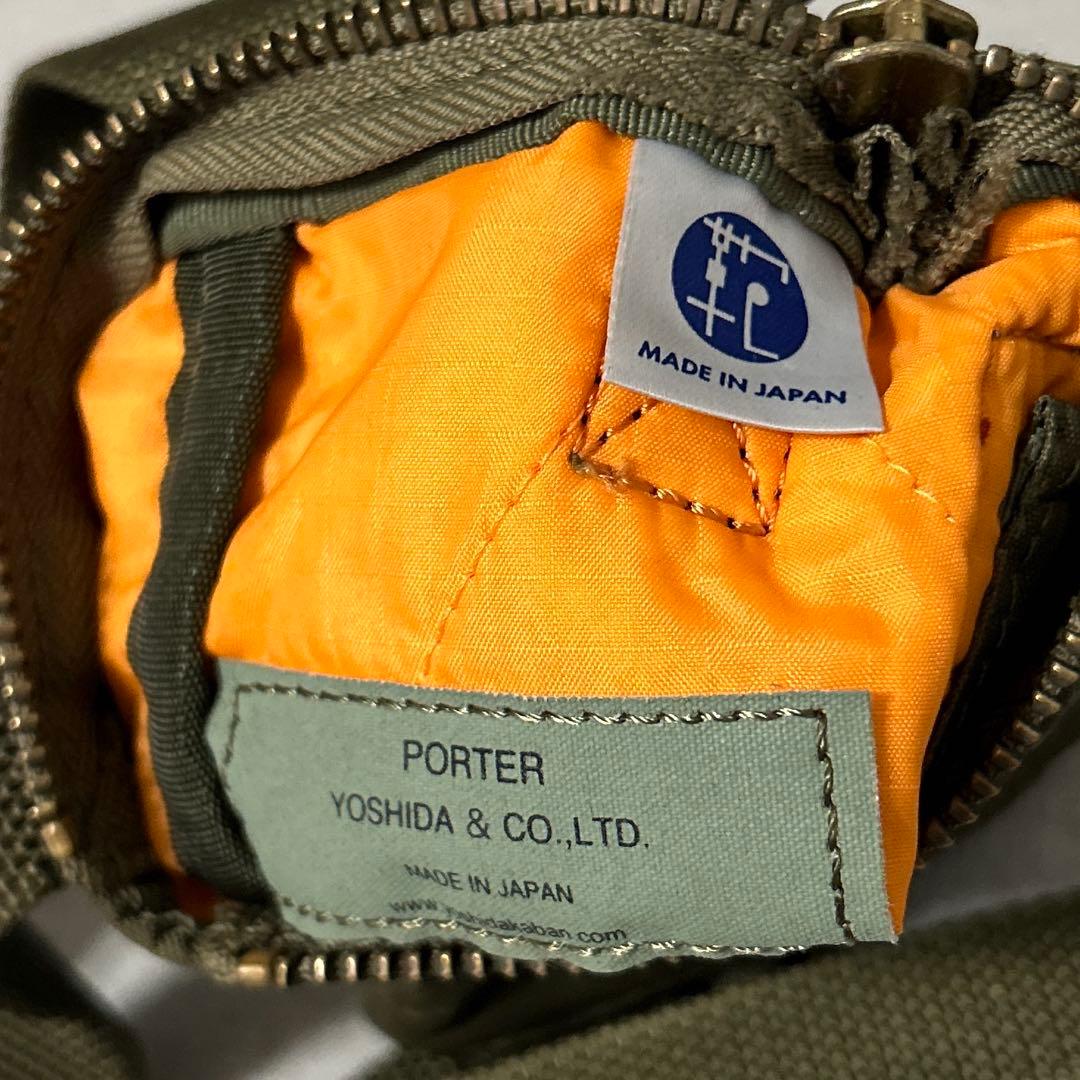 MADE IN JAPAN
PORTER
YOSHIDA & CO.,LTD.
MADE IN JAPAN
www.yoshidakaban.com